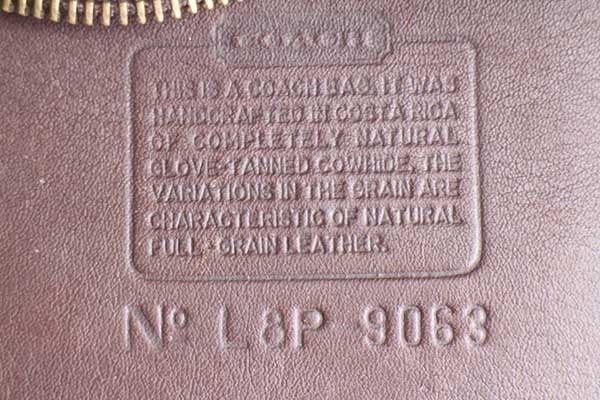 COACH
THIS IS A COACH BAG. IT WAS
HANDCRAFTED IN COSTA RICA
OF COMPLETELY NATURAL
GLOVE-TANNED COWHIDE. THE
VARIATIONS IN THE GRAIN ARE
CHARACTERISTIC OF NATURAL
FULL-GRAIN LEATHER.
Nº L8P 9063